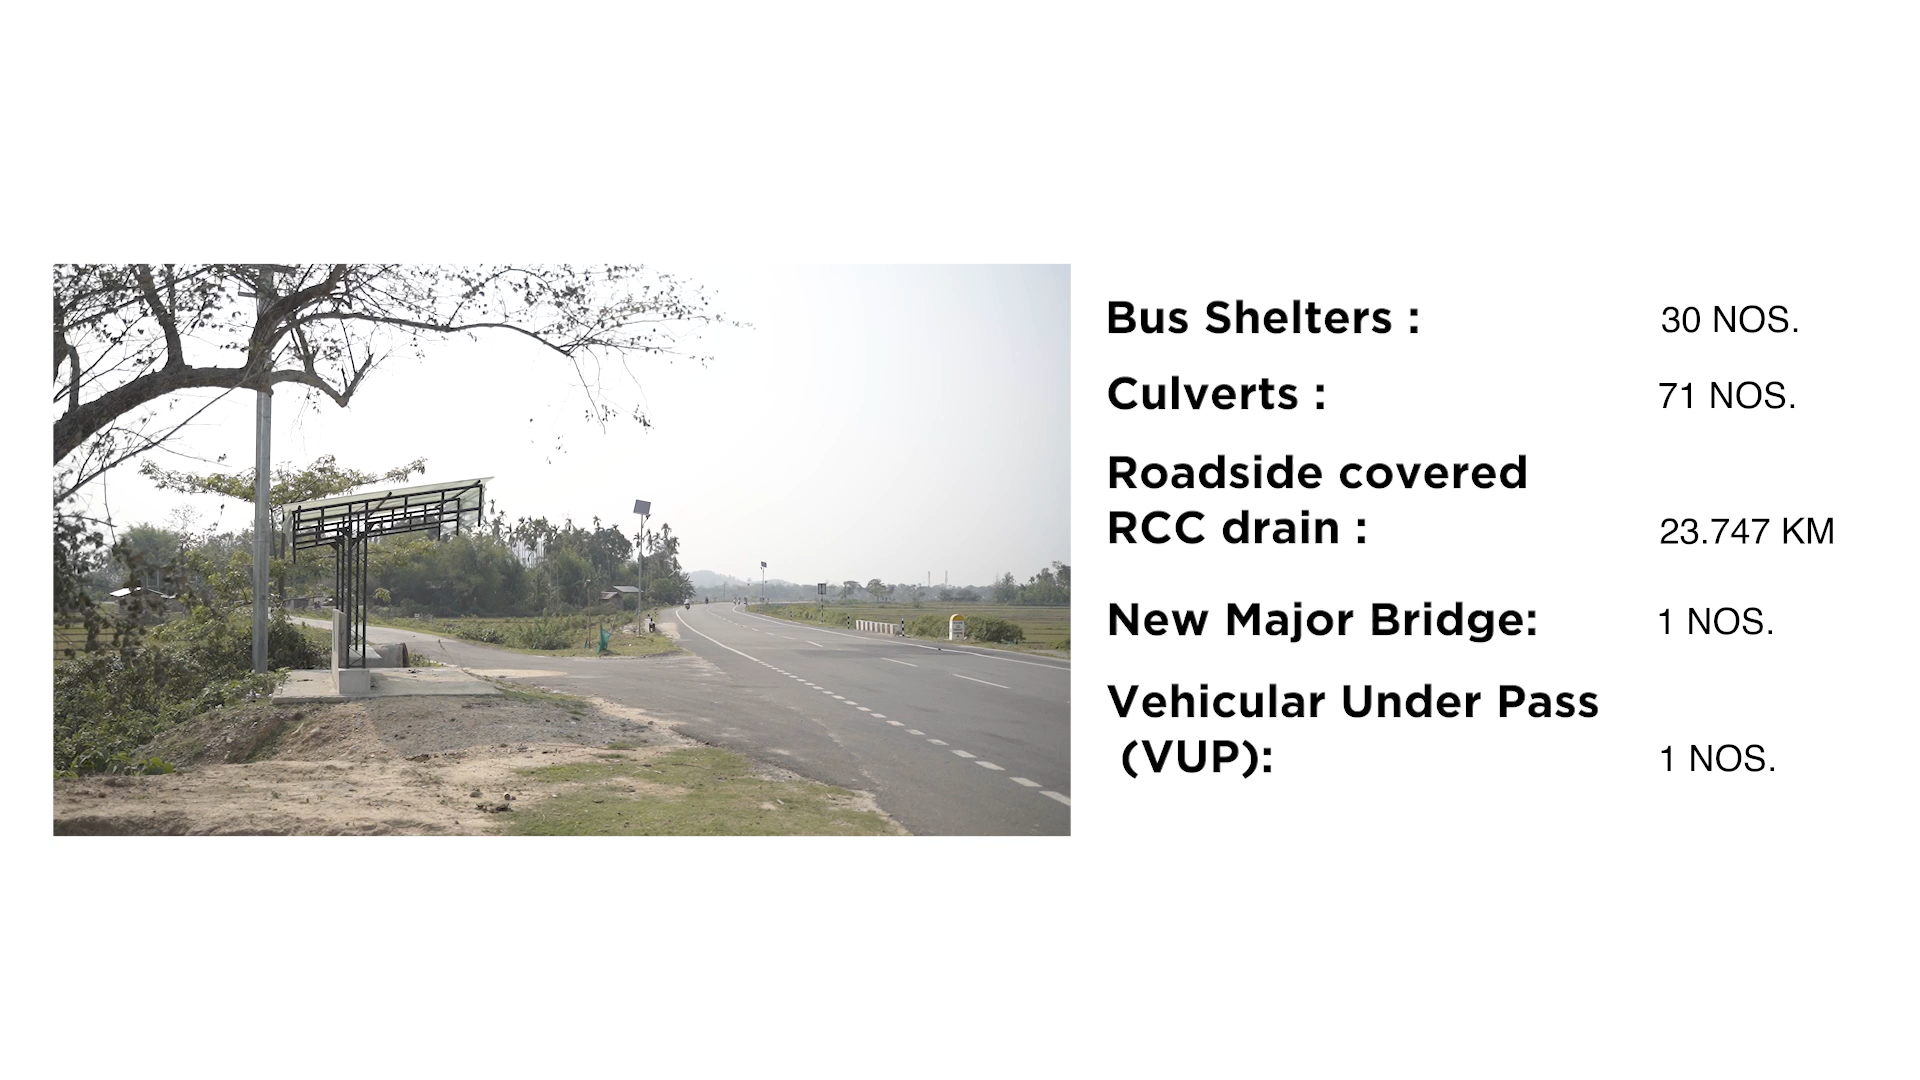 Bus Shelters : 30 NOS.
Culverts : 71 NOS.
Roadside covered
RCC drain : 23.747 KM
New Major Bridge: 1 NOS.
Vehicular Under Pass
(VUP): 1 NOS.